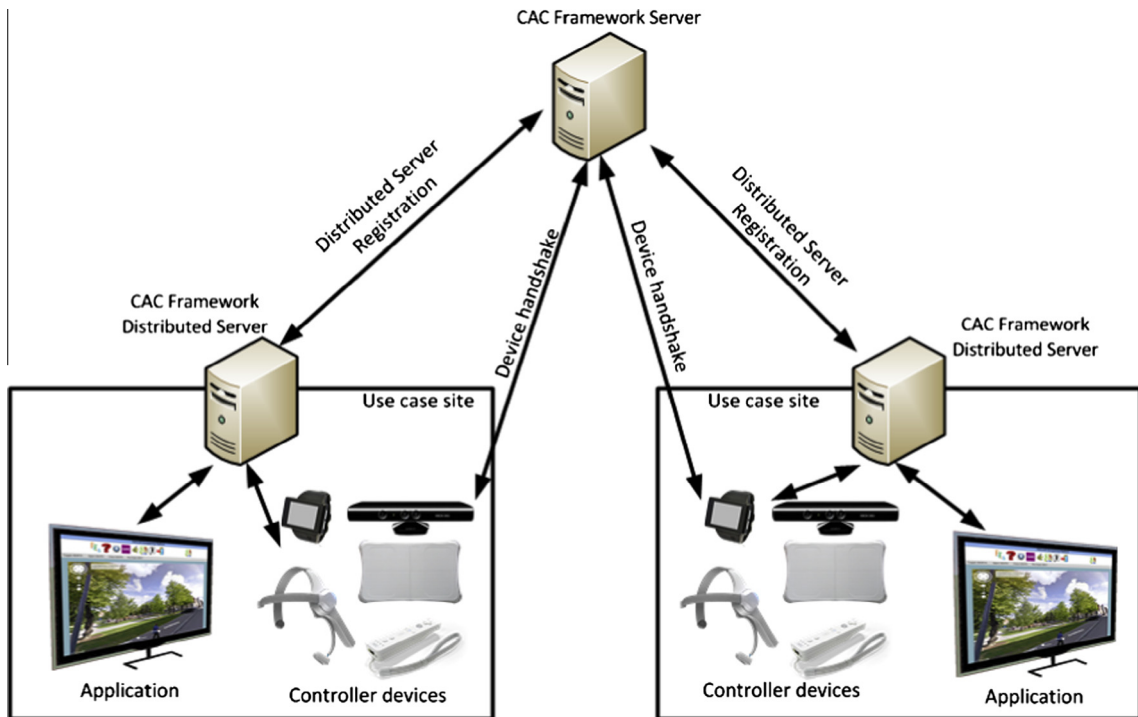 CAC Framework Server
Distributed Server
Registration
Device handshake
Device handshake
Distributed Server
Registration
CAC Framework
Distributed Server
CAC Framework
Distributed Server
Use case site
Use case site
Application
Controller devices
Controller devices
Application